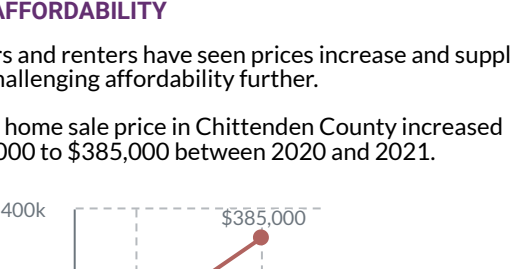 AFFORDABILITY
rs and renters have seen prices increase and suppl
hallenging affordability further.
home sale price in Chittenden County increased
000 to $385,000 between 2020 and 2021.
400k
$385,000